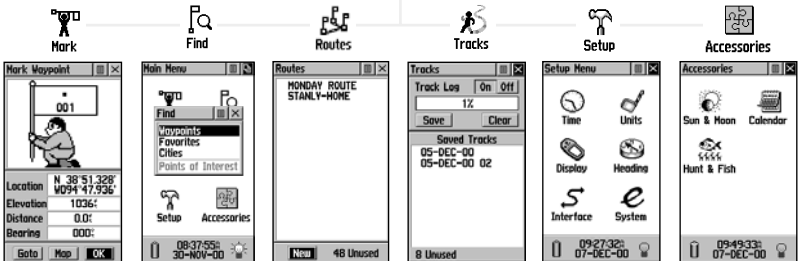 Mark
Find
Routes
Tracks
Setup
Accessories
Mark Waypoint
001
Location
N 38°51.328'
W094°47.936'
Elevation
1036
Distance
0.0
Bearing
000
Goto
Map
OK
Main Menu
Find
Waypoints
Favorites
Cities
Points of Interest
Setup
Accessories
08:37:55
30-NOV-00
Routes
MONDAY ROUTE
STANLY-HOME
New
48 Unused
Tracks
Track Log
On
Off
1%
Save
Clear
Saved Tracks
05-DEC-00
05-DEC-00 02
8 Unused
Setup Menu
Time
Units
Display
Heading
Interface
System
09:27:32
07-DEC-00
Accessories
Sun & Moon
Calendar
Hunt & Fish
09:49:33
07-DEC-00